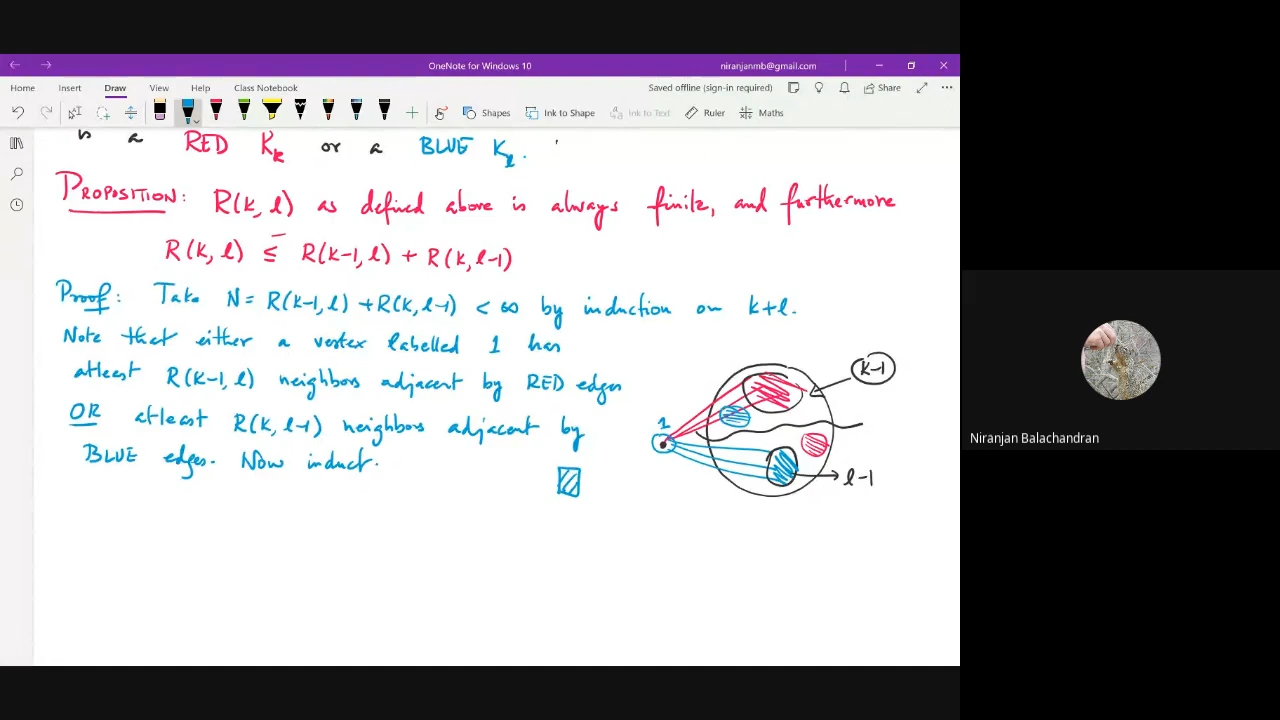 OneNote for Windows 10
niranjanmb@gmail.com
Home Insert Draw View Help Class Notebook
Saved offline (sign-in required)
Share
Shapes Ink to Shape Ink to Text Ruler Maths
is a RED K_k or a BLUE K_l.
PROPOSITION: R(k, l) as defined above is always finite, and furthermore
R(k, l) ≤ R(k-1, l) + R(k, l-1)
Proof: Take N = R(k-1, l) + R(k, l-1) < ∞ by induction on k+l.
Note that either a vertex labelled 1 has
atleast R(k-1, l) neighbors adjacent by RED edges
OR atleast R(k, l-1) neighbors adjacent by
BLUE edges. Now induct.
k-1
1
l-1
Niranjan Balachandran